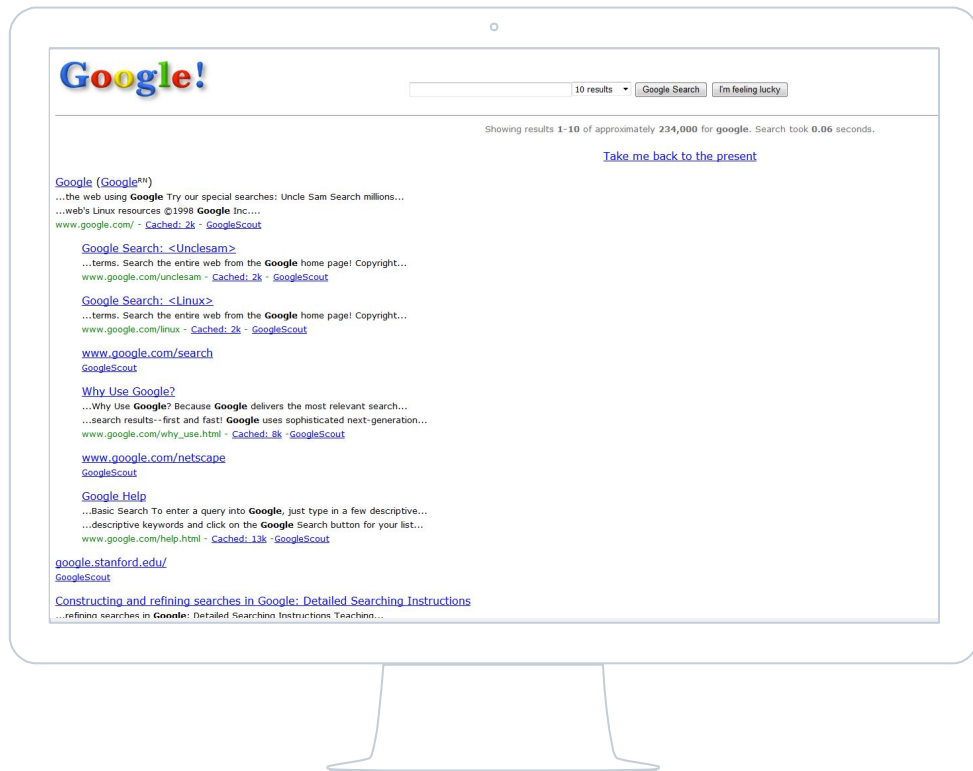 Google!
10 results Google Search I'm feeling lucky
Showing results 1-10 of approximately 234,000 for google. Search took 0.06 seconds.
Take me back to the present
Google (GoogleRN)
...the web using Google Try our special searches: Uncle Sam Search millions...
...web's Linux resources ©1998 Google Inc....
www.google.com/ - Cached: 2k - GoogleScout
Google Search: <Unclesam>
...terms. Search the entire web from the Google home page! Copyright...
www.google.com/unclesam - Cached: 2k - GoogleScout
Google Search: <Linux>
...terms. Search the entire web from the Google home page! Copyright...
www.google.com/linux - Cached: 2k - GoogleScout
www.google.com/search
GoogleScout
Why Use Google?
...Why Use Google? Because Google delivers the most relevant search...
...search results--first and fast! Google uses sophisticated next-generation...
www.google.com/why_use.html - Cached: 8k -GoogleScout
www.google.com/netscape
GoogleScout
Google Help
...Basic Search To enter a query into Google, just type in a few descriptive...
...descriptive keywords and click on the Google Search button for your list...
www.google.com/help.html - Cached: 13k -GoogleScout
google.stanford.edu/
GoogleScout
Constructing and refining searches in Google: Detailed Searching Instructions
...refining searches in Google: Detailed Searching Instructions Teaching...